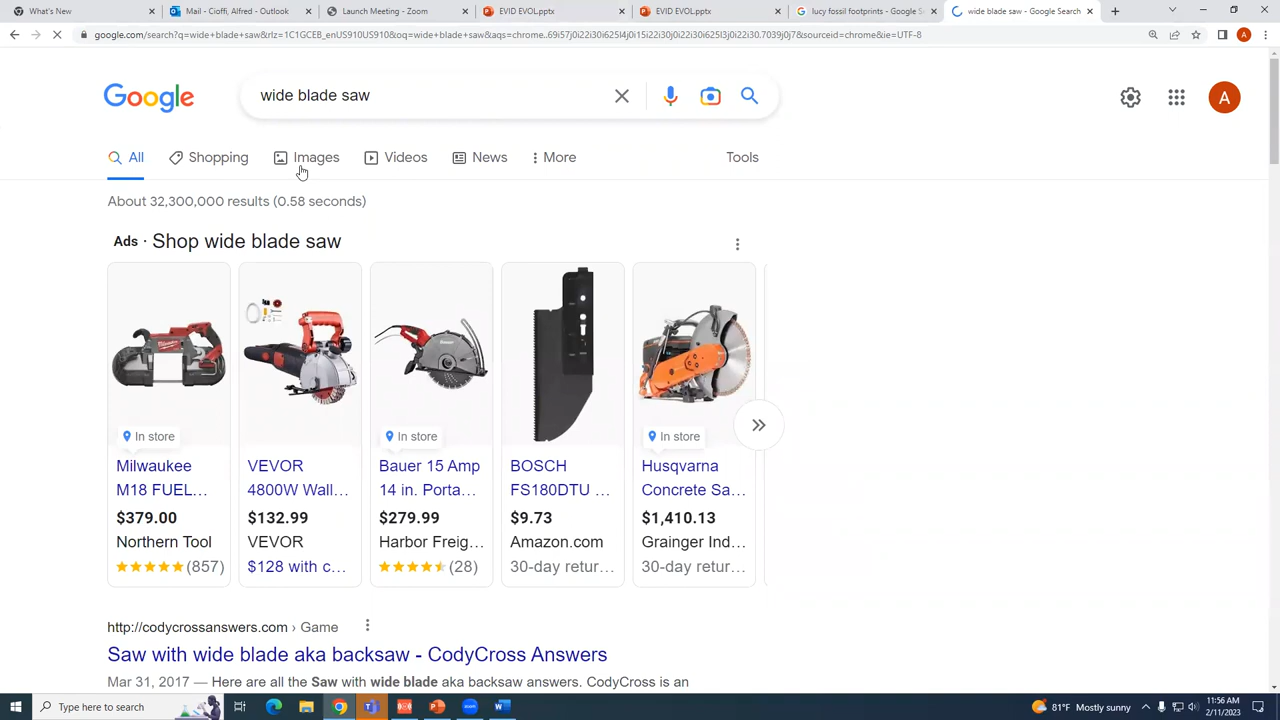 What's New
Mail - Cioffi, Alfred - Outlook
Launch Meeting - Zoom
EVID EVOL.pptx
EVID EVOL.pptx
lucy fossil footprints - Google S
wide blade saw - Google Search
google.com/search?q=wide+blade+saw&rlz=1C1GCEB_enUS910US910&oq=wide+blade+saw&aqs=chrome..69i57j0i22i30i625l4j0i15i22i30j0i22i30i625l3j0i22i30.7039j0j7&sourceid=chrome&ie=UTF-8
A
Google
wide blade saw
A
All
Shopping
Images
Videos
News
More
Tools
About 32,300,000 results (0.58 seconds)
Ads · Shop wide blade saw
In store
In store
In store
Milwaukee
M18 FUEL...
$379.00
Northern Tool
(857)
VEVOR
4800W Wall...
$132.99
VEVOR
$128 with c...
Bauer 15 Amp
14 in. Porta...
$279.99
Harbor Freig...
(28)
BOSCH
FS180DTU ...
$9.73
Amazon.com
30-day retur...
Husqvarna
Concrete Sa...
$1,410.13
Grainger Ind...
30-day retur...
http://codycrossanswers.com › Game
Saw with wide blade aka backsaw - CodyCross Answers
Mar 31, 2017 — Here are all the Saw with wide blade aka backsaw answers. CodyCross is an
Type here to search
81°F Mostly sunny
11:56 AM
2/11/2023